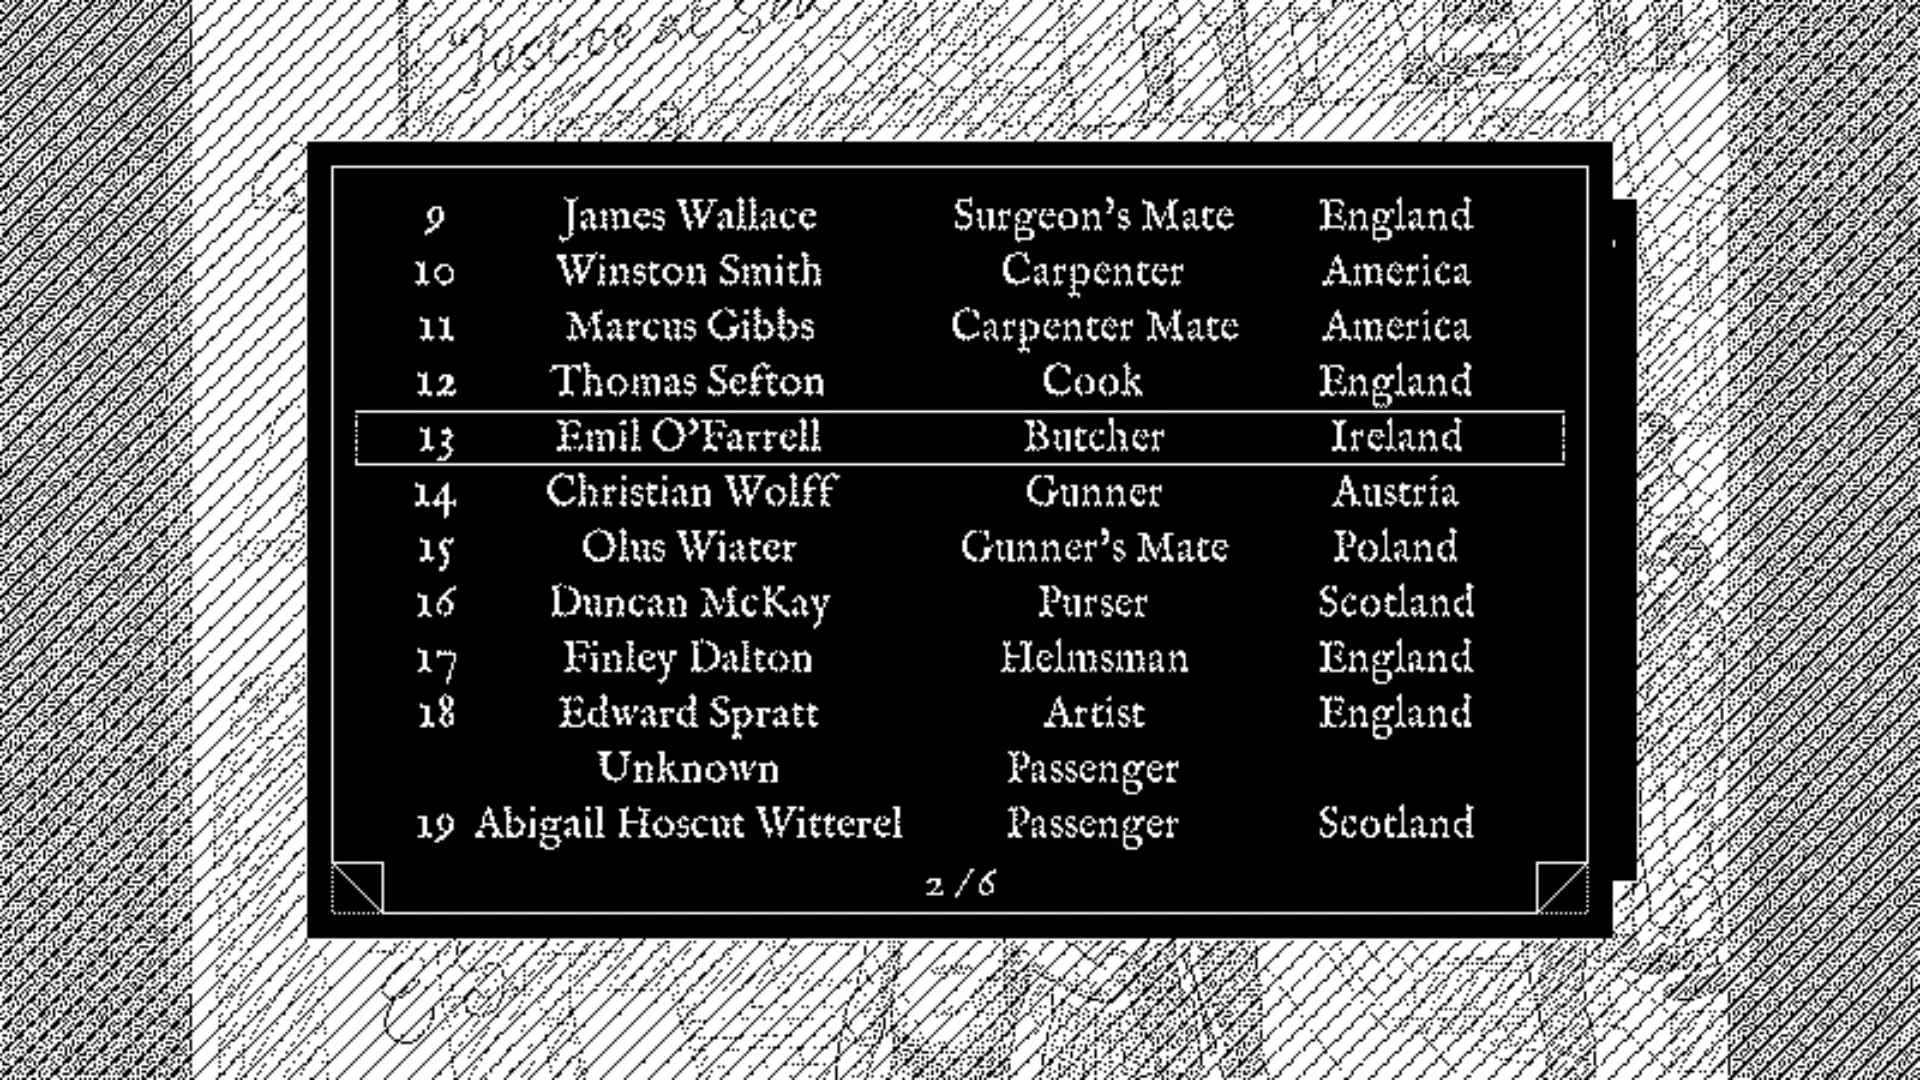 Justice at Sea
9 James Wallace Surgeon's Mate England
10 Winston Smith Carpenter America
11 Marcus Gibbs Carpenter Mate America
12 Thomas Sefton Cook England
13 Emil O'Farrell Butcher Ireland
14 Christian Wolff Gunner Austria
15 Olus Wiater Gunner's Mate Poland
16 Duncan McKay Purser Scotland
17 Finley Dalton Helmsman England
18 Edward Spratt Artist England
Unknown Passenger
19 Abigail Hoscut Witterel Passenger Scotland
2 / 6